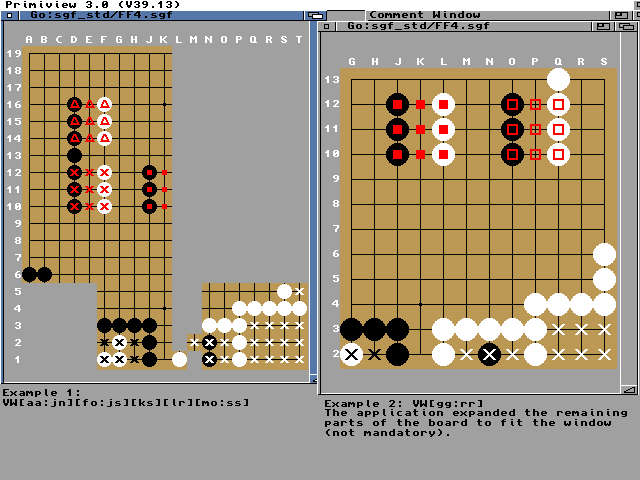 Primiview 3.0 (V39.13)
Go:sgf_std/FF4.sgf
A B C D E F G H J K L M N O P Q R S T
19
18
17
16
15
14
13
12
11
10
9
8
7
6
5
4
3
2
1
Example 1:
VW[aa:jn][fo:js][ks][lr][mo:ss]
Comment Window
Go:sgf_std/FF4.sgf
G H J K L M N O P Q R S
13
12
11
10
9
8
7
6
5
4
3
2
Example 2: VW[gg:rr]
The application expanded the remaining
parts of the board to fit the window
(not mandatory).